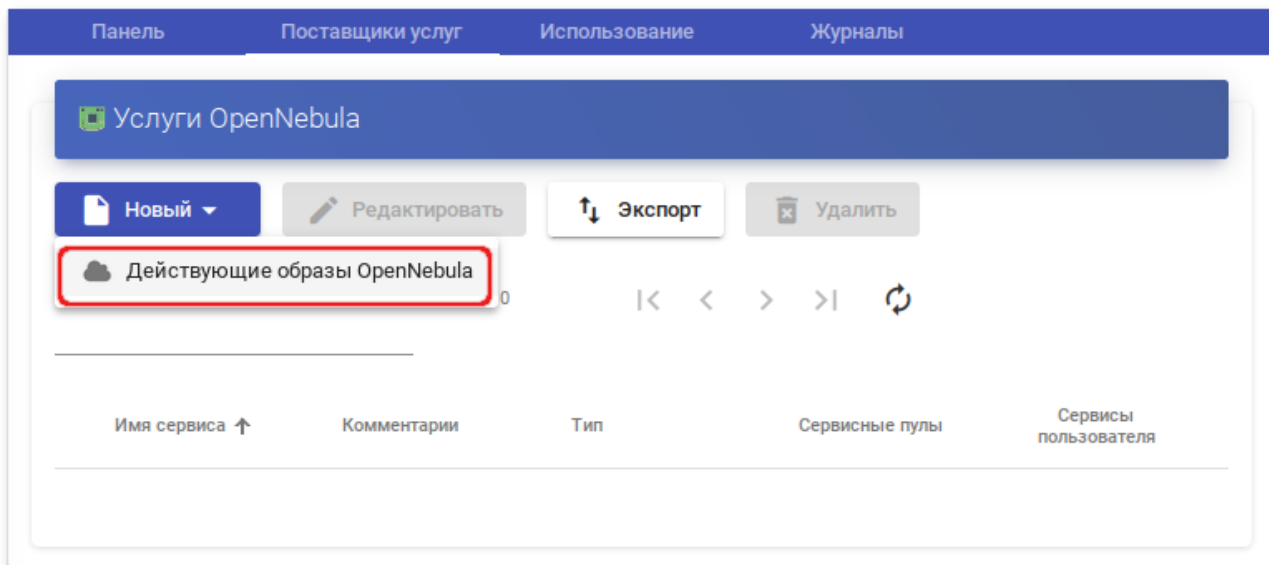 Панель Поставщики услуг Использование Журналы
Услуги OpenNebula
Новый Редактировать Экспорт Удалить
Действующие образы OpenNebula
0
Имя сервиса Комментарии Тип Сервисные пулы Сервисы пользователя